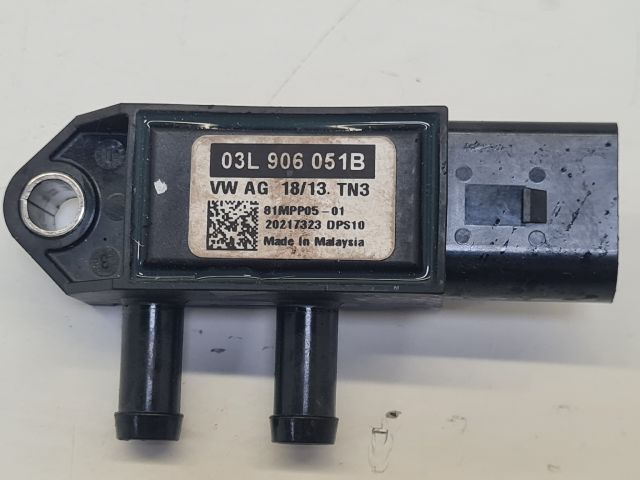 03L 906 051B
VW AG 18/13 TN3
81MPP05-01
20217323 DPS10
Made in Malaysia